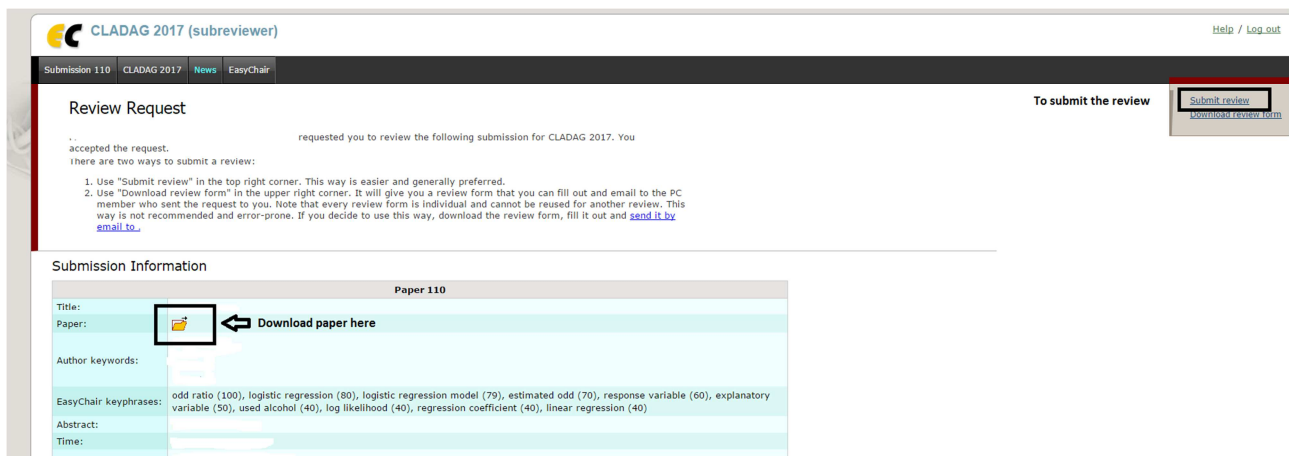 EC CLADAG 2017 (subreviewer)
Help / Log out
Submission 110 CLADAG 2017 News EasyChair
Review Request
To submit the review
Submit review
Download review form
requested you to review the following submission for CLADAG 2017. You
accepted the request.
There are two ways to submit a review:
1. Use "Submit review" in the top right corner. This way is easier and generally preferred.
2. Use "Download review form" in the upper right corner. It will give you a review form that you can fill out and email to the PC
member who sent the request to you. Note that every review form is individual and cannot be reused for another review. This
way is not recommended and error-prone. If you decide to use this way, download the review form, fill it out and send it by
email to .
Submission Information
Paper 110
Title:
Paper:
Download paper here
Author keywords:
EasyChair keyphrases:
odd ratio (100), logistic regression (80), logistic regression model (79), estimated odd (70), response variable (60), explanatory
variable (50), used alcohol (40), log likelihood (40), regression coefficient (40), linear regression (40)
Abstract:
Time: